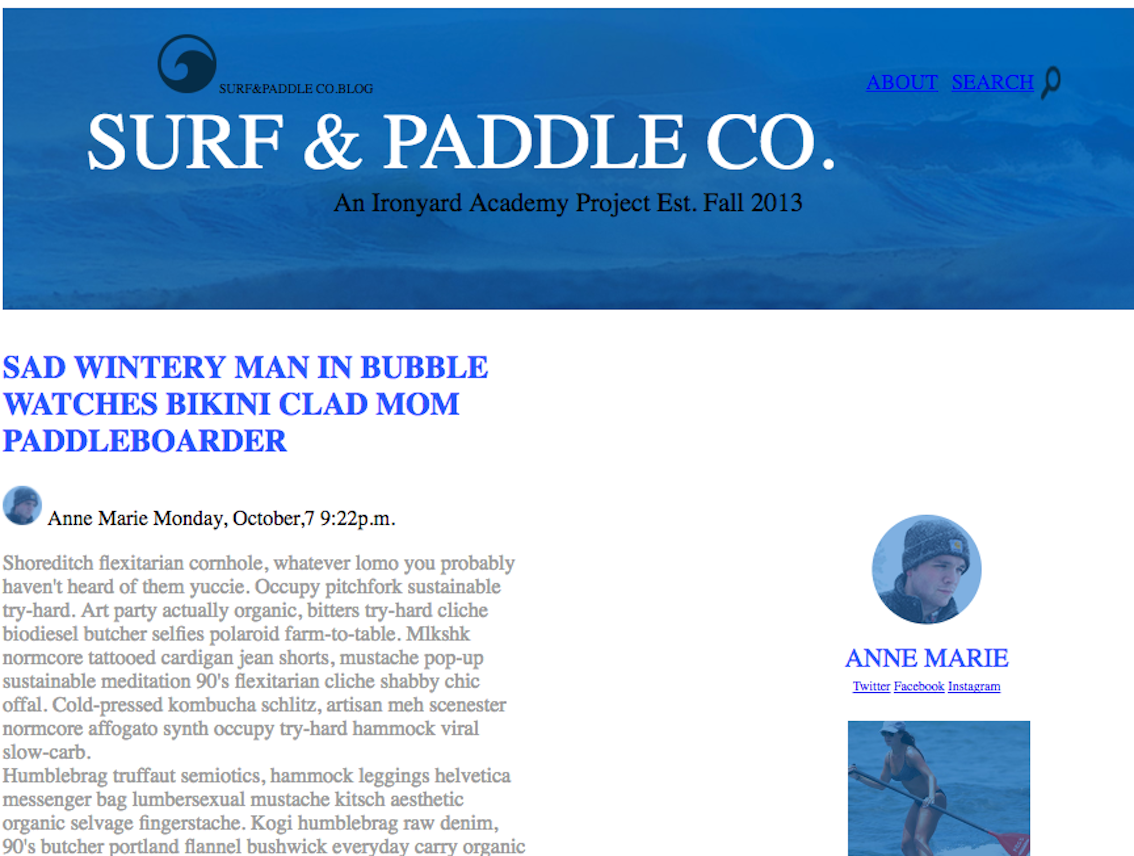 SURF&PADDLE CO.BLOG
ABOUT SEARCH
SURF & PADDLE CO.
An Ironyard Academy Project Est. Fall 2013
SAD WINTERY MAN IN BUBBLE
WATCHES BIKINI CLAD MOM
PADDLEBOARDER
Anne Marie Monday, October,7 9:22p.m.
Shoreditch flexitarian cornhole, whatever lomo you probably
haven't heard of them yuccie. Occupy pitchfork sustainable
try-hard. Art party actually organic, bitters try-hard cliche
biodiesel butcher selfies polaroid farm-to-table. Mlkshk
normcore tattooed cardigan jean shorts, mustache pop-up
sustainable meditation 90's flexitarian cliche shabby chic
offal. Cold-pressed kombucha schlitz, artisan meh scenester
normcore affogato synth occupy try-hard hammock viral
slow-carb.
Humblebrag truffaut semiotics, hammock leggings helvetica
messenger bag lumbersexual mustache kitsch aesthetic
organic selvage fingerstache. Kogi humblebrag raw denim,
90's butcher portland flannel bushwick everyday carry organic
ANNE MARIE
Twitter Facebook Instagram